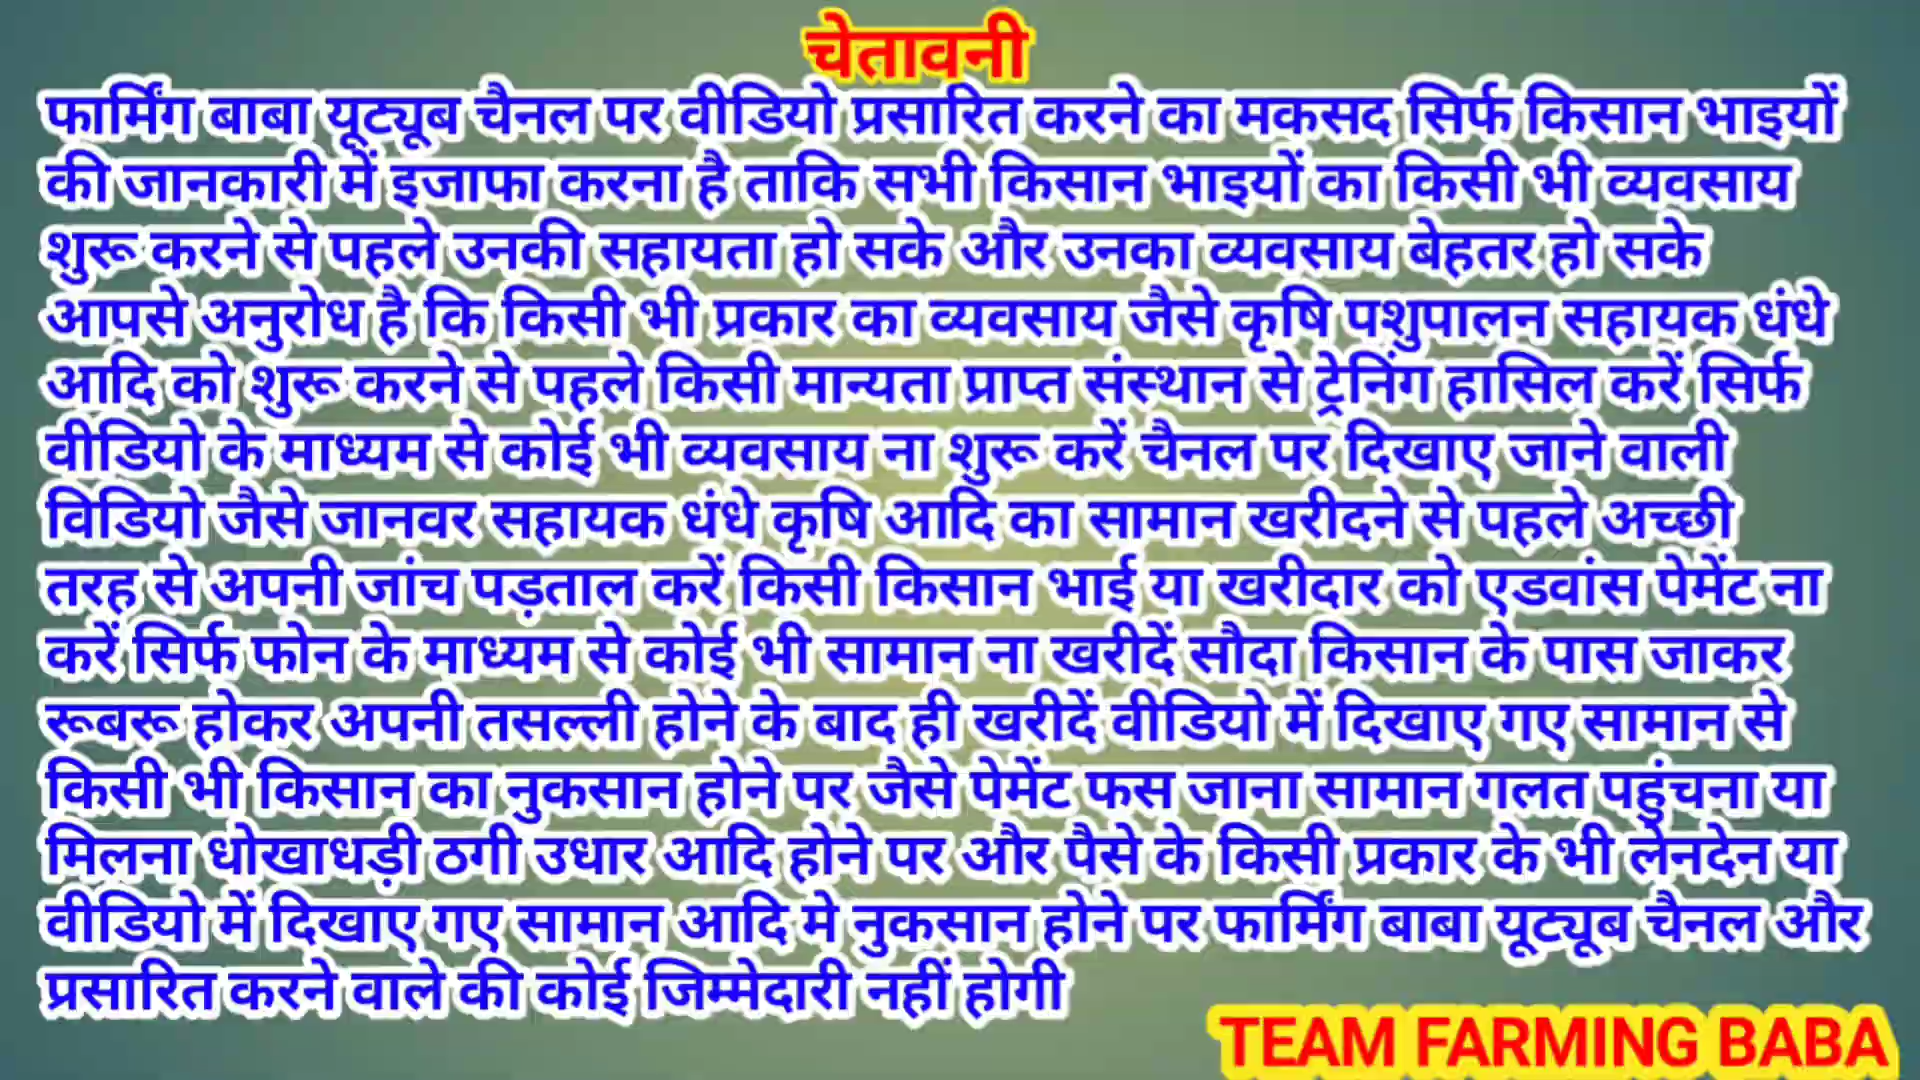 चेतावनी
फार्मिंग बाबा यूट्यूब चैनल पर वीडियो प्रसारित करने का मकसद सिर्फ किसान भाइयों
की जानकारी में इजाफा करना है ताकि सभी किसान भाइयों का किसी भी व्यवसाय
शुरू करने से पहले उनकी सहायता हो सके और उनका व्यवसाय बेहतर हो सके
आपसे अनुरोध है कि किसी भी प्रकार का व्यवसाय जैसे कृषि पशुपालन सहायक धंधे
आदि को शुरू करने से पहले किसी मान्यता प्राप्त संस्थान से ट्रेनिंग हासिल करें सिर्फ
वीडियो के माध्यम से कोई भी व्यवसाय ना शुरू करें चैनल पर दिखाए जाने वाली
विडियो जैसे जानवर सहायक धंधे कृषि आदि का सामान खरीदने से पहले अच्छी
तरह से अपनी जांच पड़ताल करें किसी किसान भाई या खरीदार को एडवांस पेमेंट ना
करें सिर्फ फोन के माध्यम से कोई भी सामान ना खरीदें सौदा किसान के पास जाकर
रूबरू होकर अपनी तसल्ली होने के बाद ही खरीदें वीडियो में दिखाए गए सामान से
किसी भी किसान का नुकसान होने पर जैसे पेमेंट फस जाना सामान गलत पहुंचना या
मिलना धोखाधड़ी ठगी उधार आदि होने पर और पैसे के किसी प्रकार के भी लेनदेन या
वीडियो में दिखाए गए सामान आदि मे नुकसान होने पर फार्मिंग बाबा यूट्यूब चैनल और
प्रसारित करने वाले की कोई जिम्मेदारी नहीं होगी
TEAM FARMING BABA